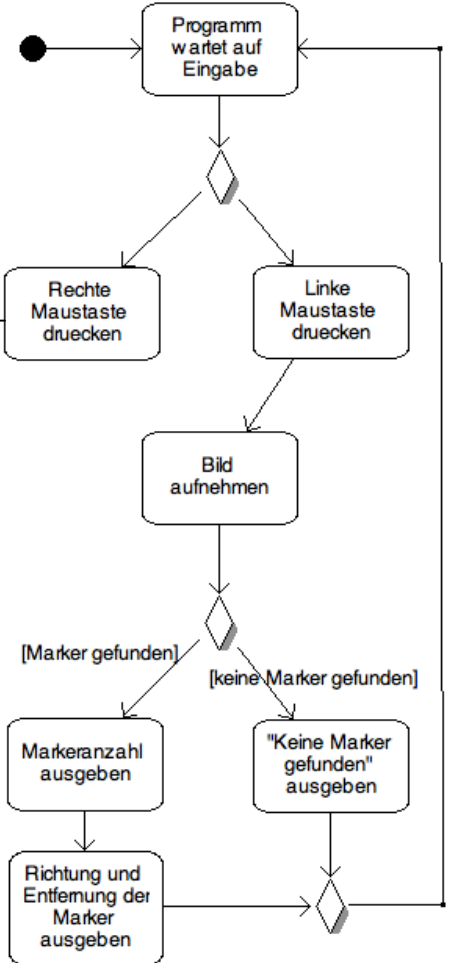 Programm
wartet auf
Eingabe
Rechte
Maustaste
druecken
Linke
Maustaste
druecken
Bild
aufnehmen
[Marker gefunden]
[keine Marker gefunden]
Markeranzahl
ausgeben
"Keine Marker
gefunden"
ausgeben
Richtung und
Entfernung der
Marker
ausgeben